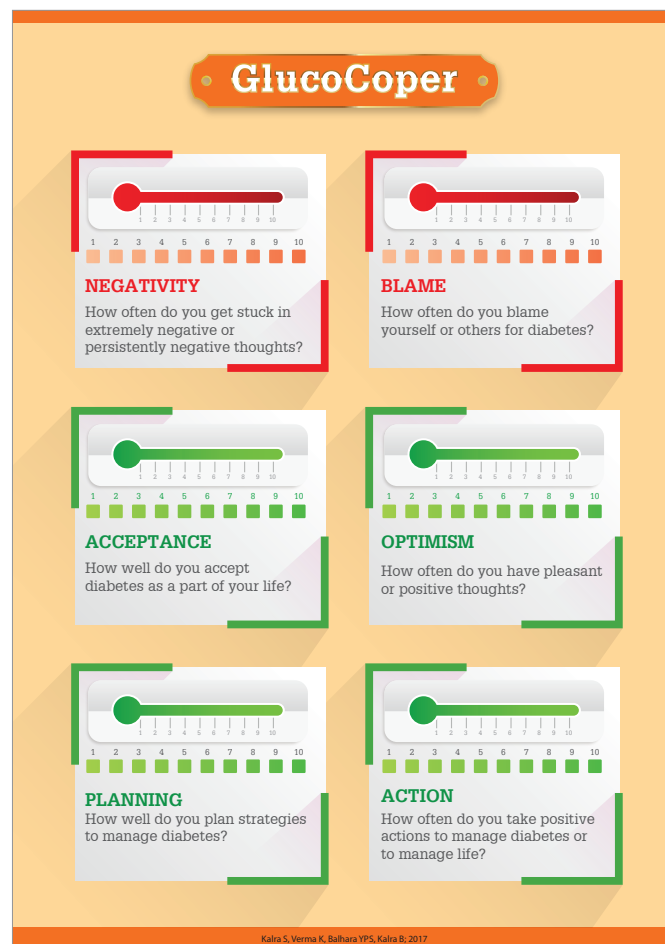 GlucoCoper
1 2 3 4 5 6 7 8 9 10
1 2 3 4 5 6 7 8 9 10
NEGATIVITY
How often do you get stuck in
extremely negative or
persistently negative thoughts?
1 2 3 4 5 6 7 8 9 10
1 2 3 4 5 6 7 8 9 10
BLAME
How often do you blame
yourself or others for diabetes?
1 2 3 4 5 6 7 8 9 10
1 2 3 4 5 6 7 8 9 10
ACCEPTANCE
How well do you accept
diabetes as a part of your life?
1 2 3 4 5 6 7 8 9 10
1 2 3 4 5 6 7 8 9 10
OPTIMISM
How often do you have pleasant
or positive thoughts?
1 2 3 4 5 6 7 8 9 10
1 2 3 4 5 6 7 8 9 10
PLANNING
How well do you plan strategies
to manage diabetes?
1 2 3 4 5 6 7 8 9 10
1 2 3 4 5 6 7 8 9 10
ACTION
How often do you take positive
actions to manage diabetes or
to manage life?
Kalra S, Verma K, Balhara YPS, Kalra B; 2017